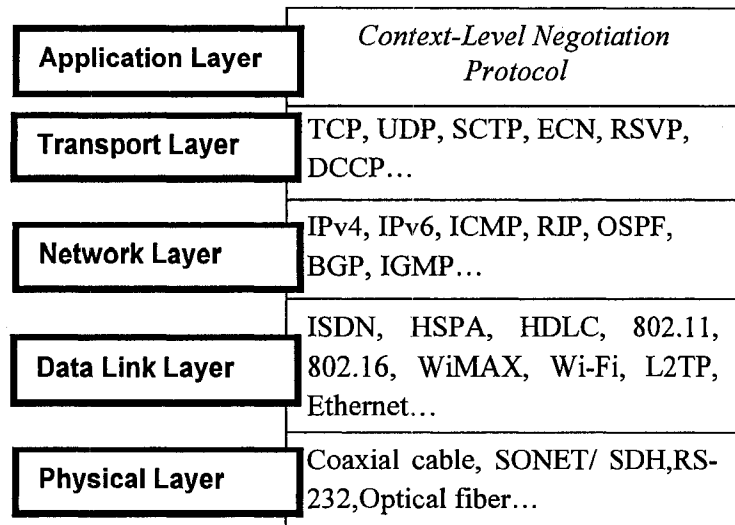 Application Layer
Context-Level Negotiation
Protocol
Transport Layer
TCP, UDP, SCTP, ECN, RSVP,
DCCP...
Network Layer
IPv4, IPv6, ICMP, RIP, OSPF,
BGP, IGMP...
Data Link Layer
ISDN, HSPA, HDLC, 802.11,
802.16, WiMAX, Wi-Fi, L2TP,
Ethernet...
Physical Layer
Coaxial cable, SONET/ SDH,RS-
232,Optical fiber...